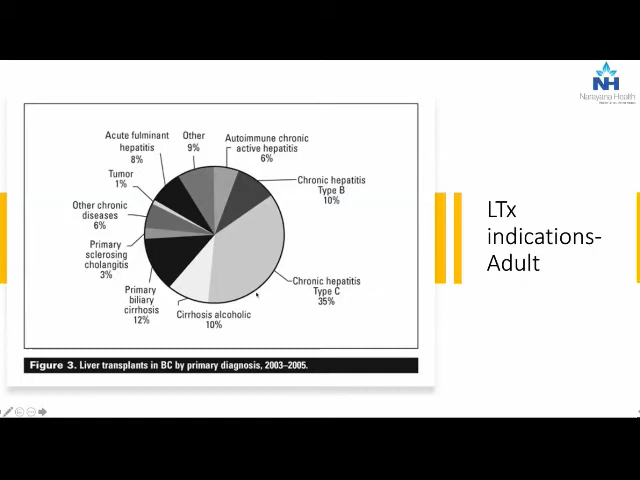 NH
Narayana Health
Acute fulminant
hepatitis
8%
Other
9%
Autoimmune chronic
active hepatitis
6%
Tumor
1%
Chronic hepatitis
Type B
10%
Other chronic
diseases
6%
Primary
sclerosing
cholangitis
3%
Primary
biliary
cirrhosis
12%
Cirrhosis alcoholic
10%
Chronic hepatitis
Type C
35%
Figure 3. Liver transplants in BC by primary diagnosis, 2003–2005.
LTx
indications-
Adult